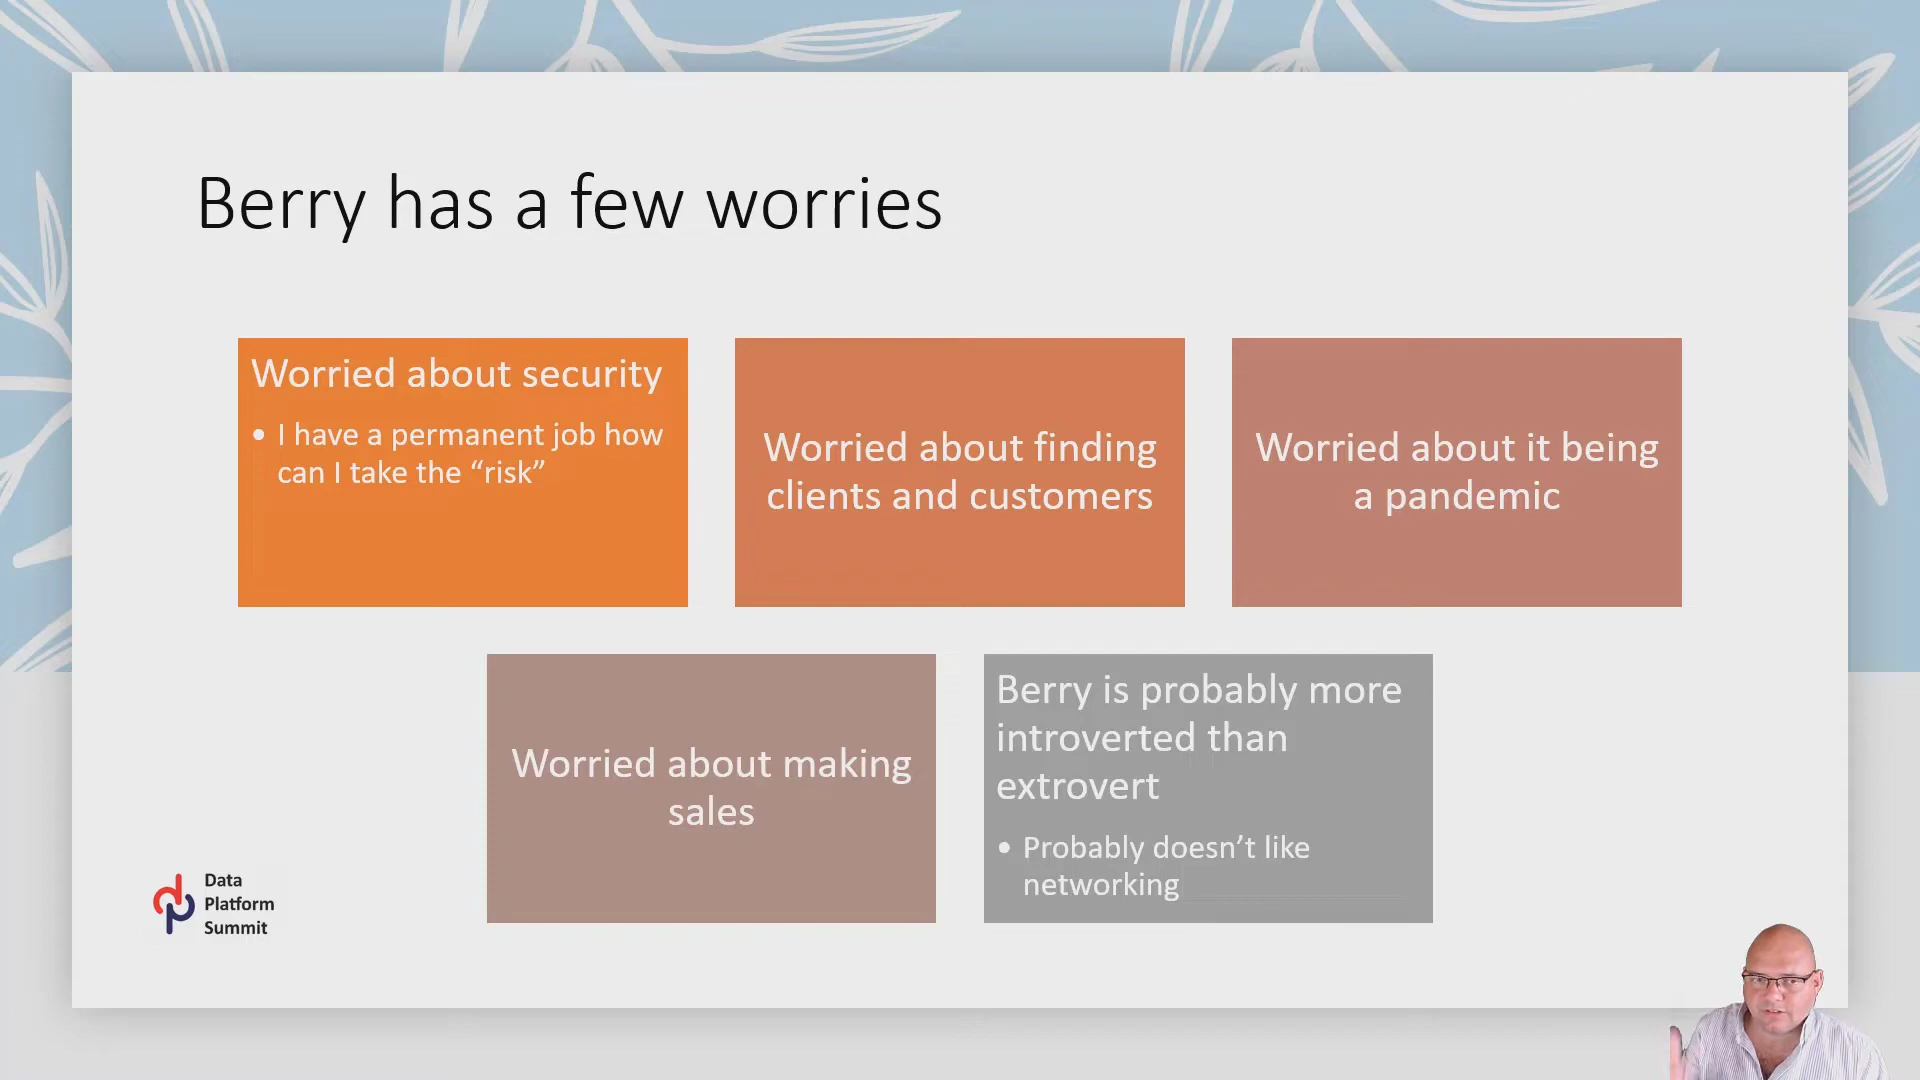 Berry has a few worries
Worried about security
• I have a permanent job how
can I take the “risk”
Worried about finding
clients and customers
Worried about it being
a pandemic
Worried about making
sales
Berry is probably more
introverted than
extrovert
• Probably doesn’t like
networking
Data
Platform
Summit